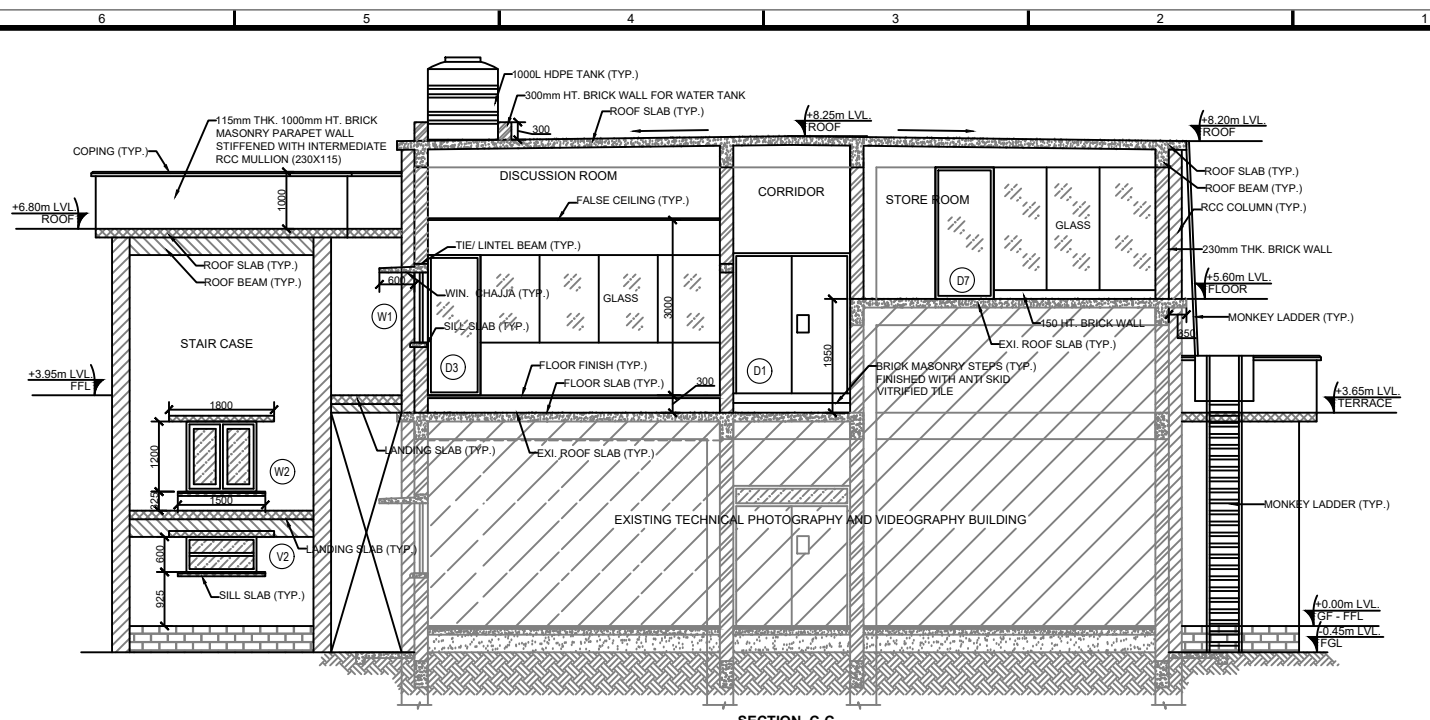 6 5 4 3 2 1
1000L HDPE TANK (TYP.)
300mm HT. BRICK WALL FOR WATER TANK
ROOF SLAB (TYP.)
300
+8.25m LVL.
ROOF
+8.20m LVL.
ROOF
115mm THK. 1000mm HT. BRICK
MASONRY PARAPET WALL
STIFFENED WITH INTERMEDIATE
RCC MULLION (230X115)
COPING (TYP.)
1000
+6.80m LVL.
ROOF
DISCUSSION ROOM
CORRIDOR
STORE ROOM
FALSE CEILING (TYP.)
GLASS
ROOF SLAB (TYP.)
ROOF BEAM (TYP.)
RCC COLUMN (TYP.)
230mm THK. BRICK WALL
TIE/ LINTEL BEAM (TYP.)
ROOF SLAB (TYP.)
ROOF BEAM (TYP.)
600
WIN. CHAJJA (TYP.)
GLASS
3000
D7
+5.60m LVL.
FLOOR
W1
SILL SLAB (TYP.)
150 HT. BRICK WALL
MONKEY LADDER (TYP.)
350
STAIR CASE
EXI. ROOF SLAB (TYP.)
1950
D3
D1
FLOOR FINISH (TYP.)
FLOOR SLAB (TYP.)
300
BRICK MASONRY STEPS (TYP.)
FINISHED WITH ANTI SKID
VITRIFIED TILE
+3.95m LVL.
FFL
+3.65m LVL.
TERRACE
1800
1200
W2
LANDING SLAB (TYP.)
EXI. ROOF SLAB (TYP.)
225
1500
MONKEY LADDER (TYP.)
EXISTING TECHNICAL PHOTOGRAPHY AND VIDEOGRAPHY BUILDING
LANDING SLAB (TYP.)
600
V2
SILL SLAB (TYP.)
925
+0.00m LVL.
GF - FFL
-0.45m LVL.
FGL
SECTION-C-C